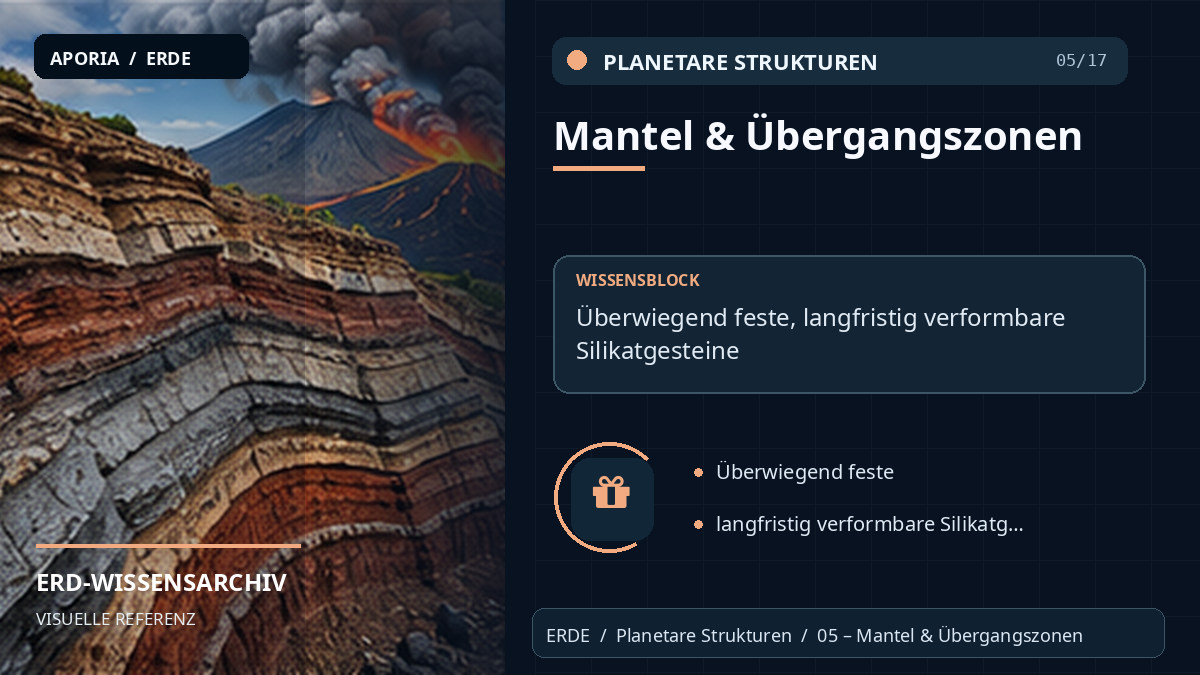 APORIA / ERDE
ERD-WISSENSARCHIV
VISUELLE REFERENZ
PLANETARE STRUKTUREN 05/17
Mantel & Übergangszonen
WISSENSBLOCK
Überwiegend feste, langfristig verformbare
Silikatgesteine
Überwiegend feste
langfristig verformbare Silikatg...
ERDE / Planetare Strukturen / 05 – Mantel & Übergangszonen